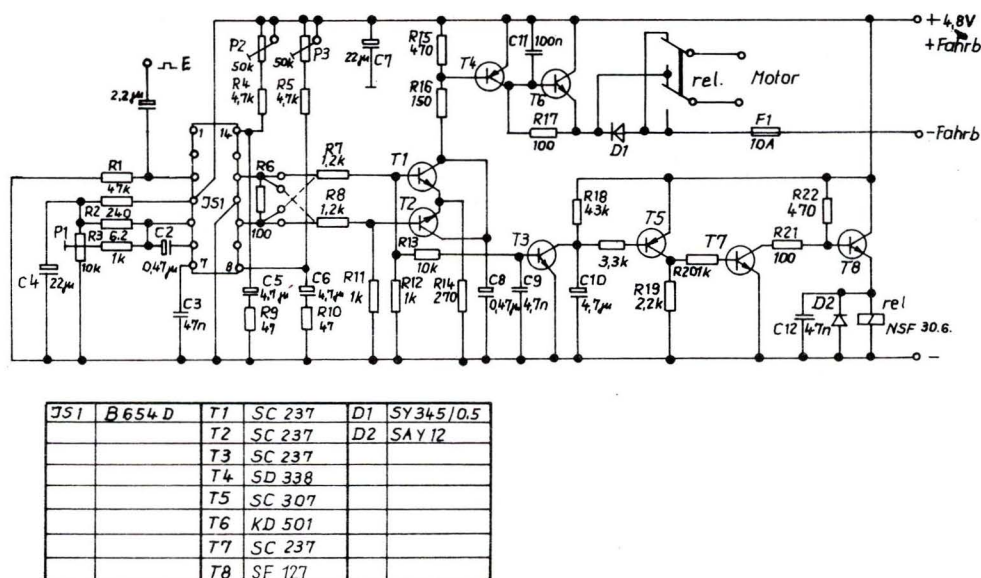 +4,8V
+Fahrb
P2
50k
P3
50k
22µ
C7
R15
470
C11
100n
T4
T6
R16
150
R17
100
D1
rel.
Motor
F1
10A
-Fahrb
E
2,2µ
R4
4,7k
R5
4,7k
1
14
JS1
7
8
R1
47k
R2
240
R3
6.2
1k
P1
10k
C2
0,47µ
C4
22µ
C3
47n
R6
100
R7
1,2k
R8
1,2k
T1
T2
C5
4,7µ
R9
47
C6
4,7µ
R10
47
R11
1k
R12
1k
R13
10k
R14
270
C8
0,47µ
C9
4,7n
T3
R18
43k
C10
4,7µ
3,3k
T5
R19
2,2k
R20
1k
T7
R21
100
R22
470
T8
C12
47n
D2
rel
NSF 30.6.
-
JS1 B654D T1 SC 237 D1 SY345/0.5
T2 SC 237 D2 SAY12
T3 SC 237
T4 SD 338
T5 SC 307
T6 KD 501
T7 SC 237
T8 SF 127